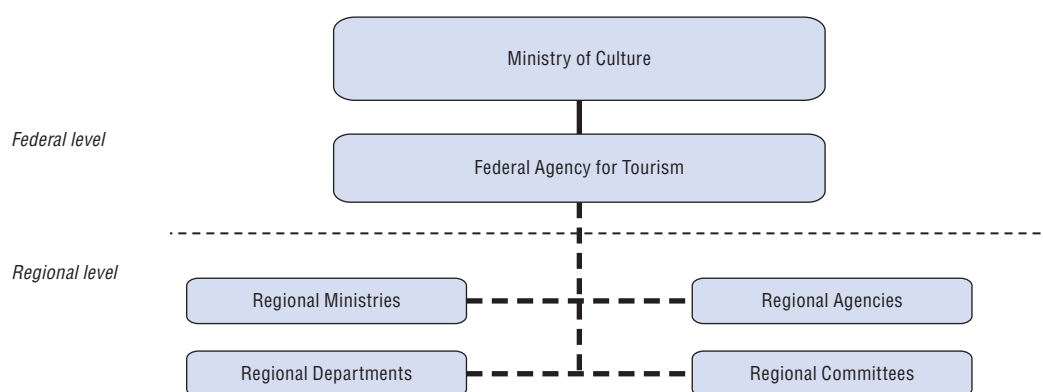 Ministry of Culture
Federal level
Federal Agency for Tourism
Regional level
Regional Ministries
Regional Agencies
Regional Departments
Regional Committees